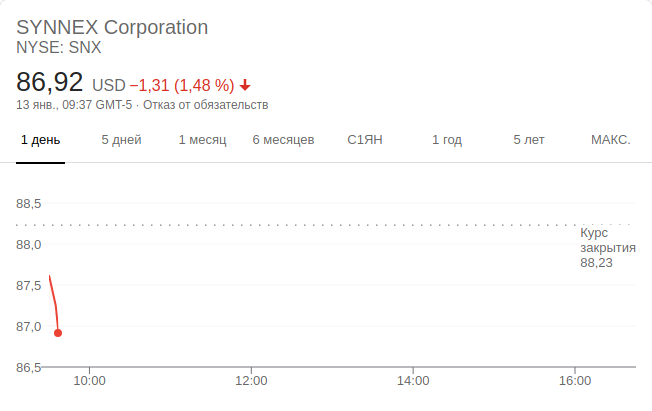 SYNNEX Corporation
NYSE: SNX
86,92 USD −1,31 (1,48 %)
13 янв., 09:37 GMT-5 · Отказ от обязательств
1 день 5 дней 1 месяц 6 месяцев С1ЯН 1 год 5 лет МАКС.
88,5
Курс
88,0 закрытия
88,23
87,5
87,0
86,5
10:00 12:00 14:00 16:00